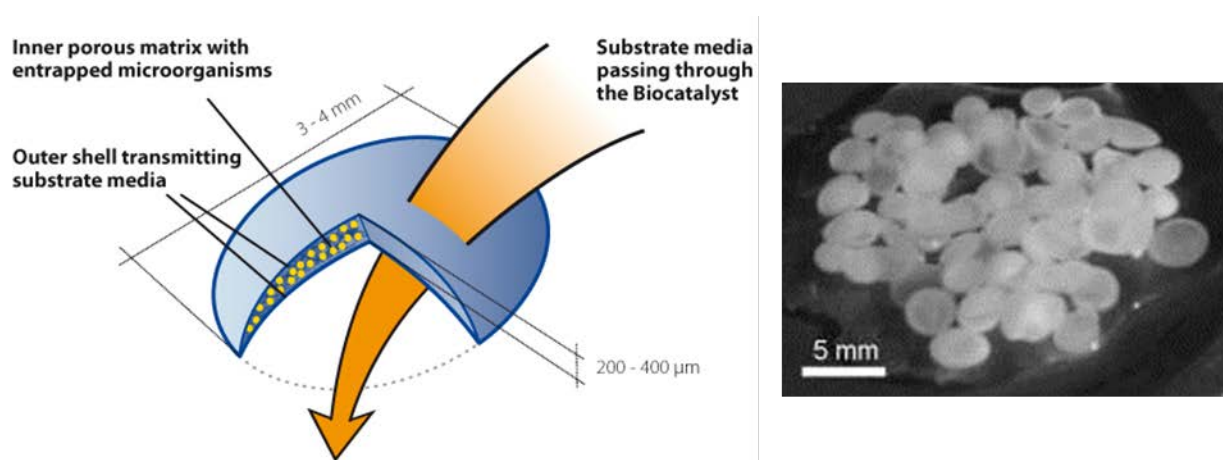 Inner porous matrix with
entrapped microorganisms
3 - 4 mm
Substrate media
passing through
the Biocatalyst
Outer shell transmitting
substrate media
200 - 400 µm
5 mm